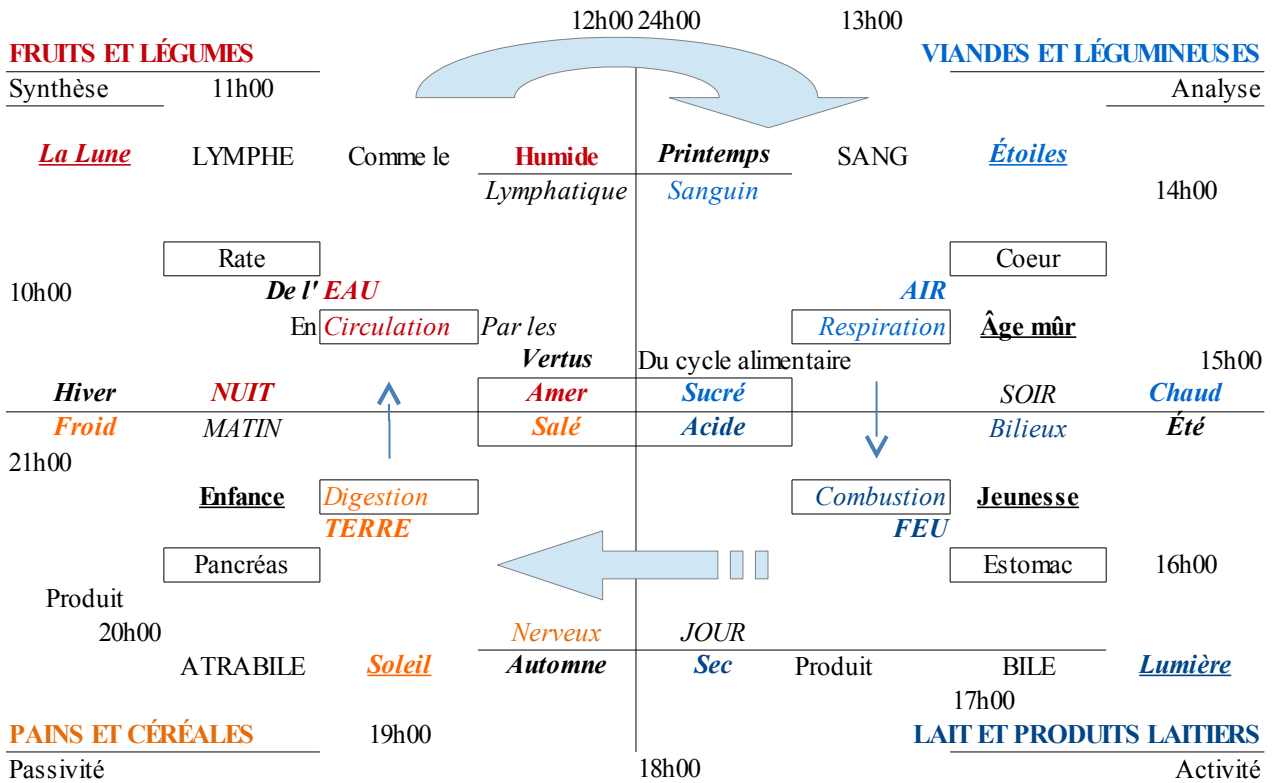 12h00 24h00 13h00
FRUITS ET LÉGUMES VIANDES ET LÉGUMINEUSES
Synthèse 11h00 Analyse
La Lune LYMPHE Comme le Humide Printemps SANG Étoiles
Lymphatique Sanguin 14h00
Rate Coeur
10h00 De l' EAU AIR
En Circulation Par les Respiration Âge mûr
Vertus Du cycle alimentaire 15h00
Hiver NUIT Amer Sucré SOIR Chaud
Froid MATIN Salé Acide Bilieux Été
21h00
Enfance Digestion Combustion Jeunesse
TERRE FEU
Pancréas Estomac 16h00
Produit
20h00 Nerveux JOUR
ATRABILE Soleil Automne Sec Produit BILE Lumière
17h00
PAINS ET CÉRÉALES 19h00 LAIT ET PRODUITS LAITIERS
Passivité 18h00 Activité